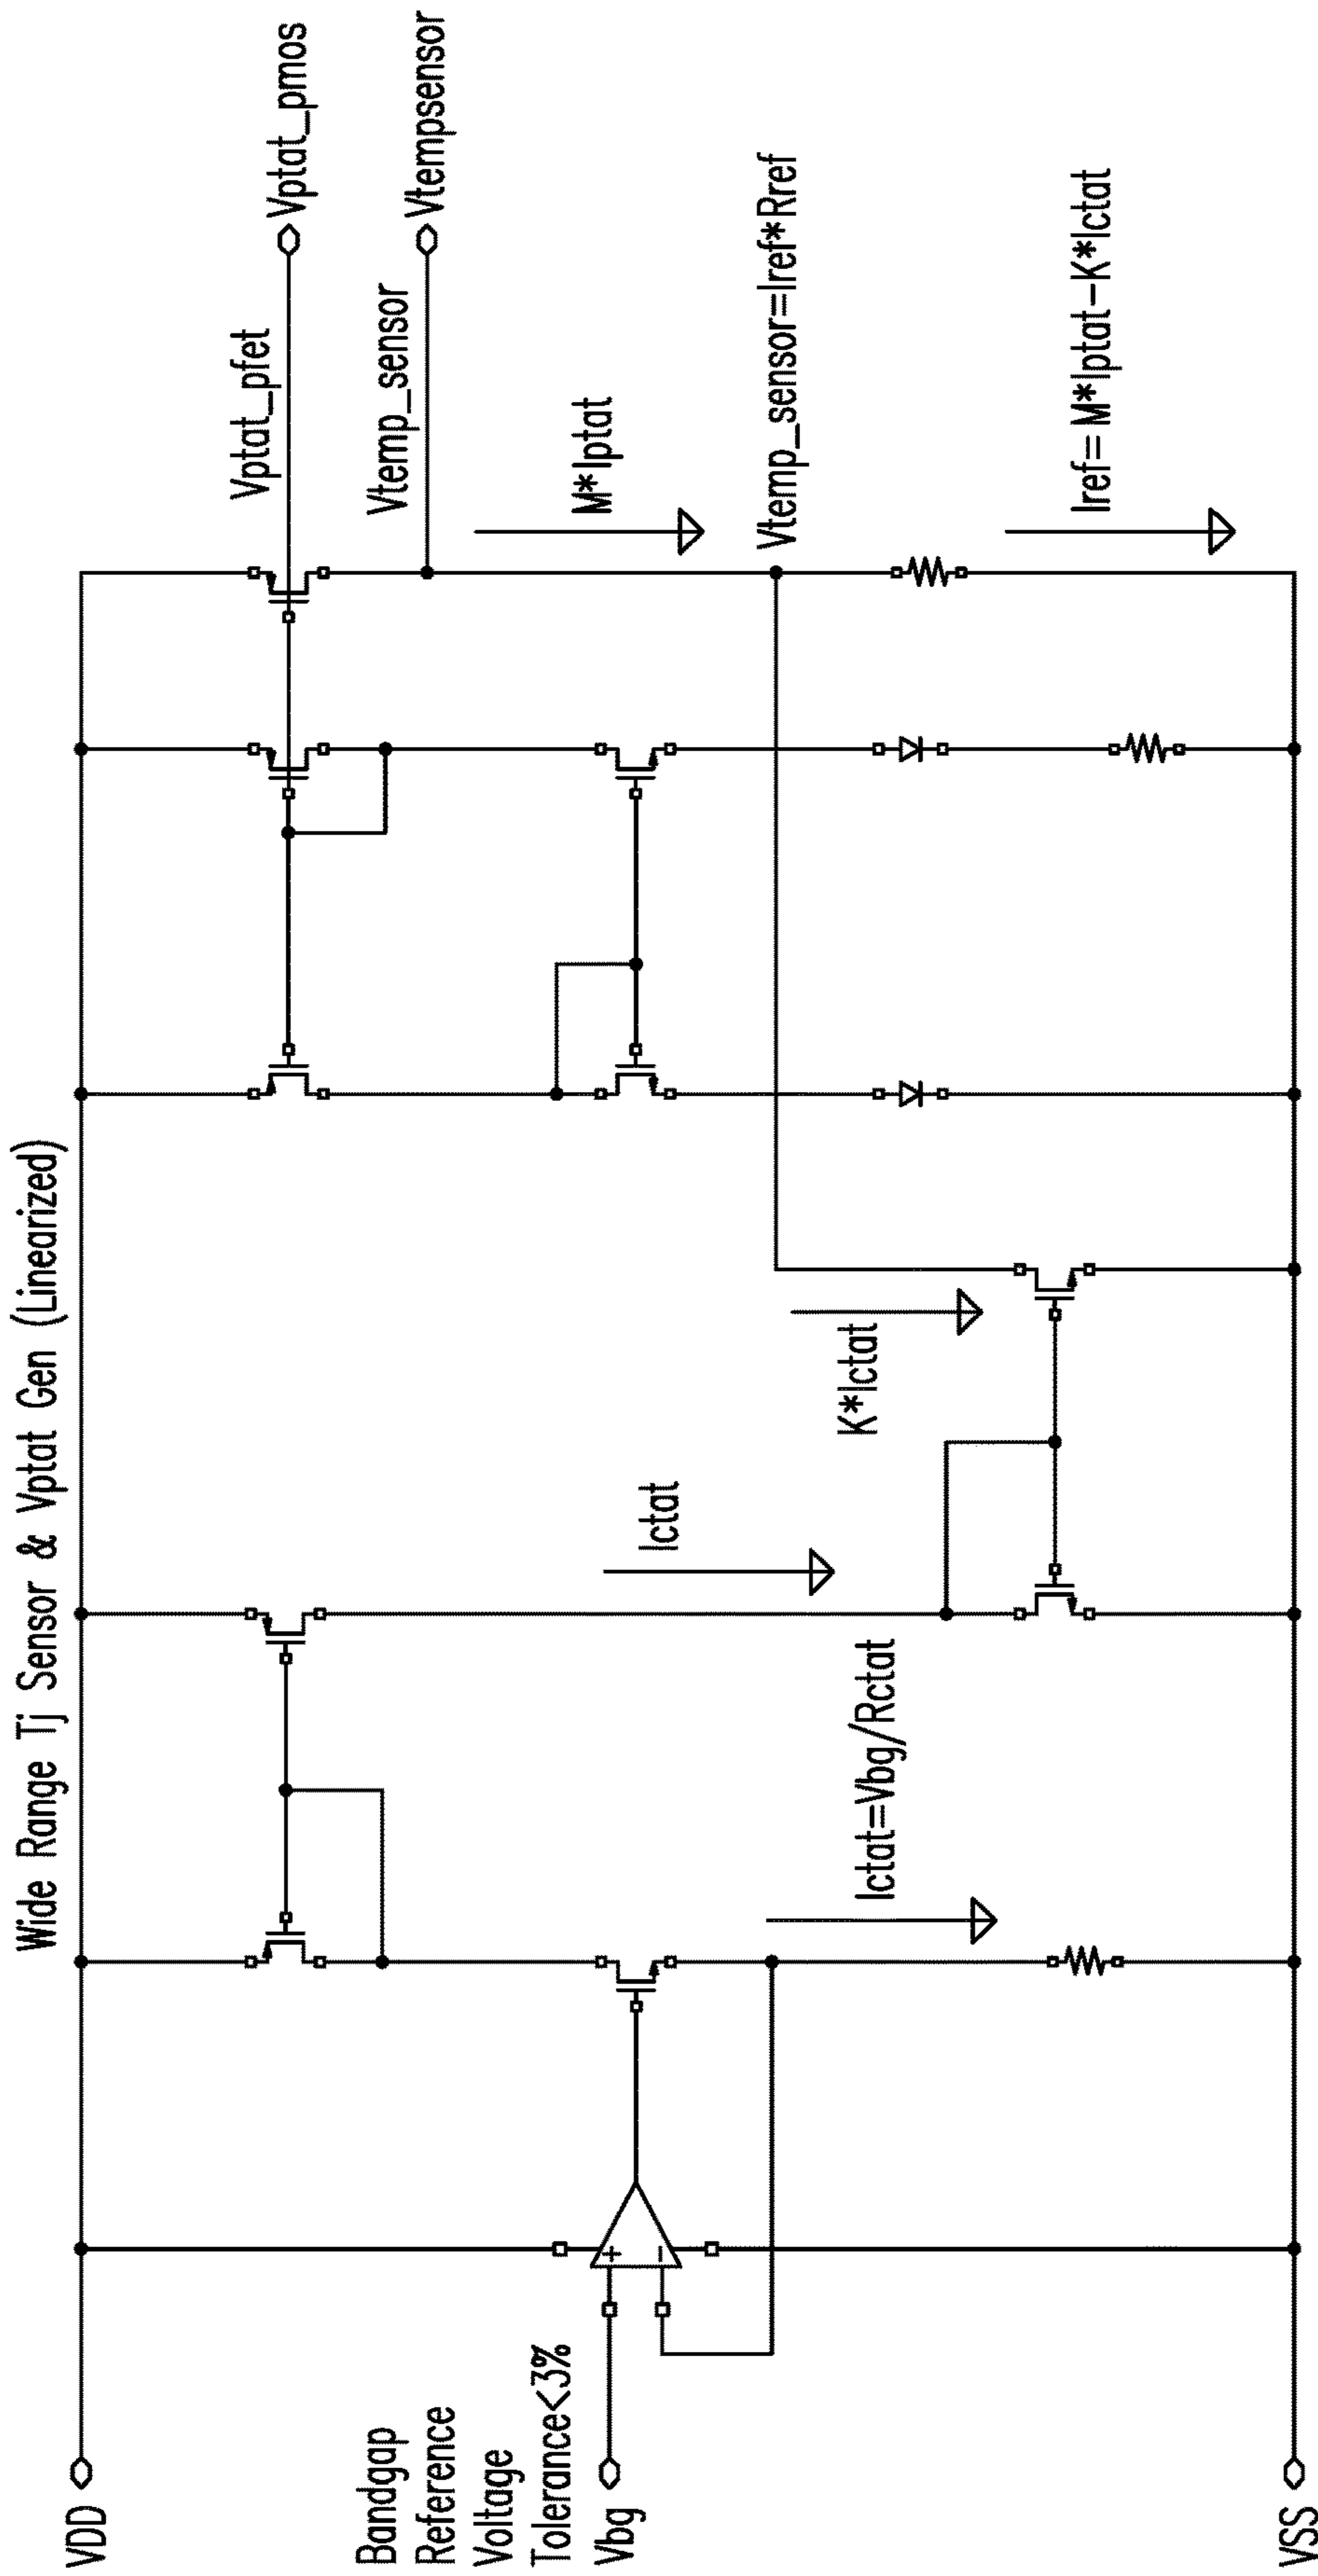 Wide Range Tj Sensor & Vptat Gen (Linearized)
VDD
Bandgap
Reference
Voltage
Tolerance<3%
Vbg
VSS
+
−
Ictat=Vbg/Rctat
Ictat
K*Ictat
Vptat_pfet
Vptat_pmos
Vtemp_sensor
Vtempsensor
M*Iptat
Vtemp_sensor=Iref*Rref
Iref=M*Iptat−K*Ictat